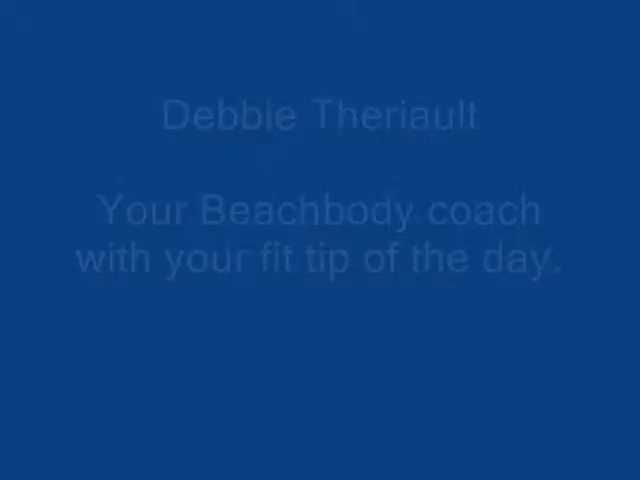 Debbie Theriault
Your Beachbody coach
with your fit tip of the day.